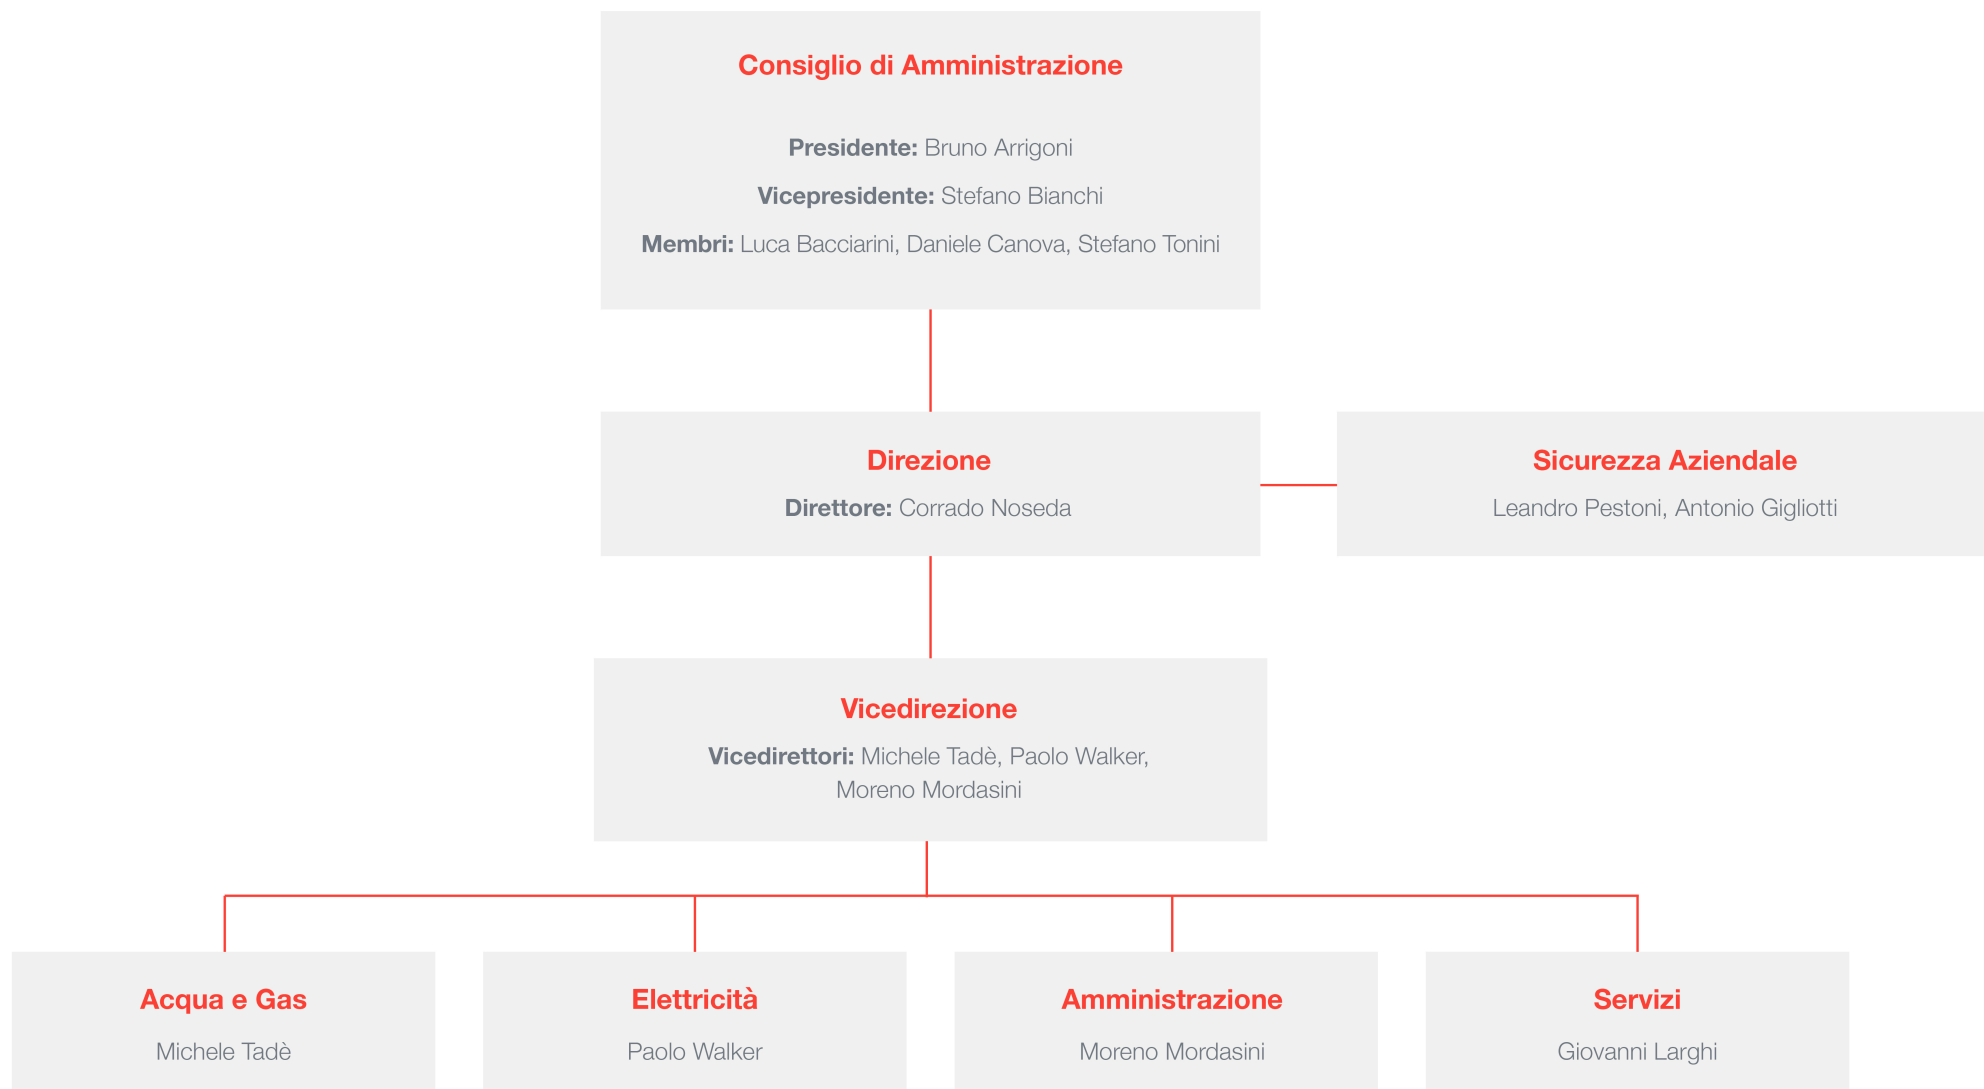 Consiglio di Amministrazione
Presidente: Bruno Arrigoni
Vicepresidente: Stefano Bianchi
Membri: Luca Bacciarini, Daniele Canova, Stefano Tonini
Direzione
Direttore: Corrado Noseda
Sicurezza Aziendale
Leandro Pestoni, Antonio Gigliotti
Vicedirezione
Vicedirettori: Michele Tadè, Paolo Walker,
Moreno Mordasini
Acqua e Gas
Michele Tadè
Elettricità
Paolo Walker
Amministrazione
Moreno Mordasini
Servizi
Giovanni Larghi